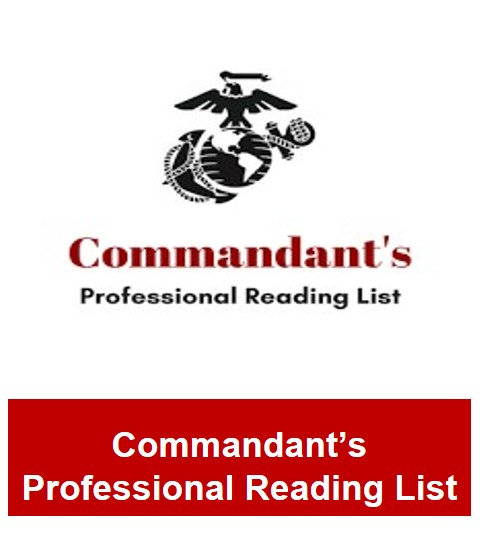 Commandant's
Professional Reading List
Commandant’s
Professional Reading List